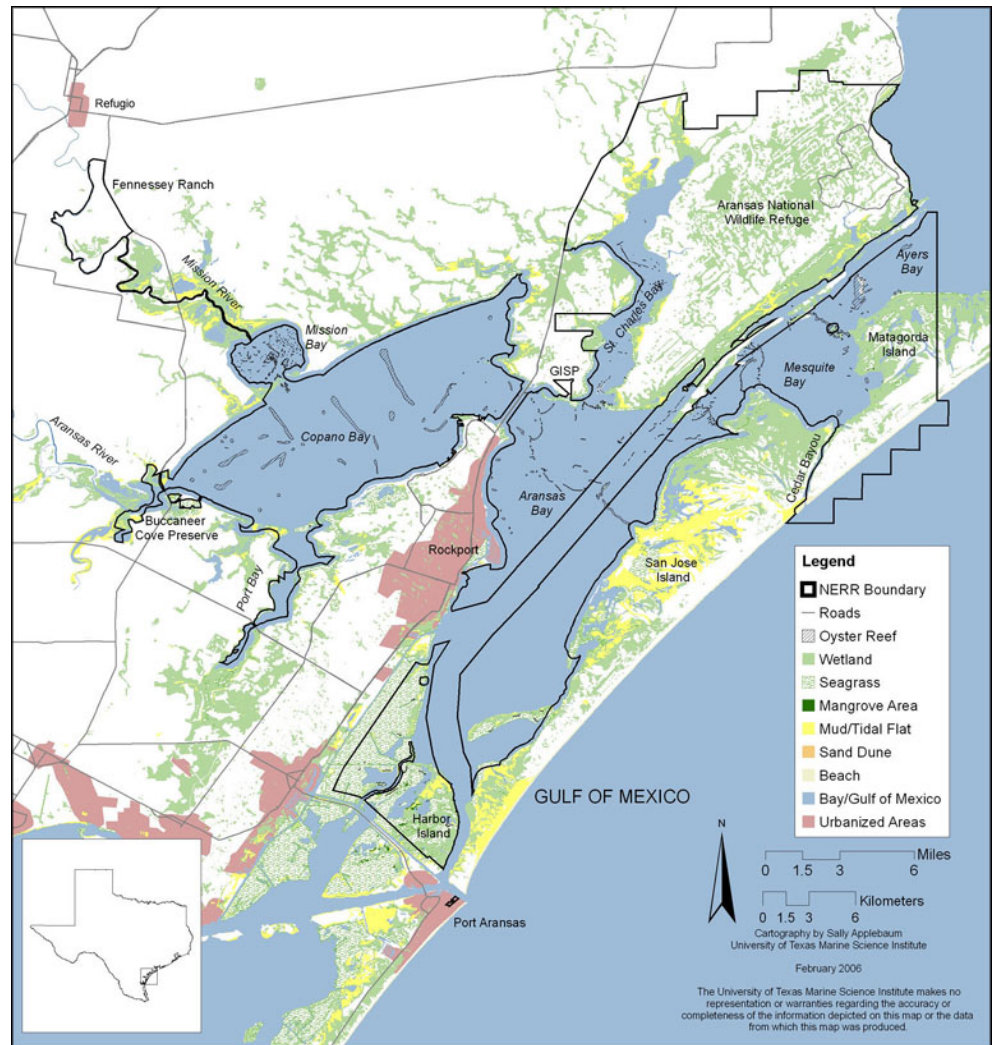 Refugio
Fennessey Ranch
Mission River
Mission
Bay
Aransas National
Wildlife Refuge
Ayers
Bay
St. Charles Bay
Matagorda
Island
GISP
Mesquite
Bay
Copano Bay
Aransas River
Cedar Bayou
Aransas
Bay
Buccaneer
Cove Preserve
Rockport
San Jose
Island
Port Bay
Legend
NERR Boundary
Roads
Oyster Reef
Wetland
Seagrass
Mangrove Area
Mud/Tidal Flat
Sand Dune
Beach
Bay/Gulf of Mexico
Urbanized Areas
GULF OF MEXICO
Harbor
Island
N
Miles
0 1.5 3 6
Kilometers
0 1.5 3 6
Port Aransas
Cartography by Sally Applebaum
University of Texas Marine Science Institute
February 2006
The University of Texas Marine Science Institute makes no
representation or warranties regarding the accuracy or
completeness of the information depicted on this map or the data
from which this map was produced.